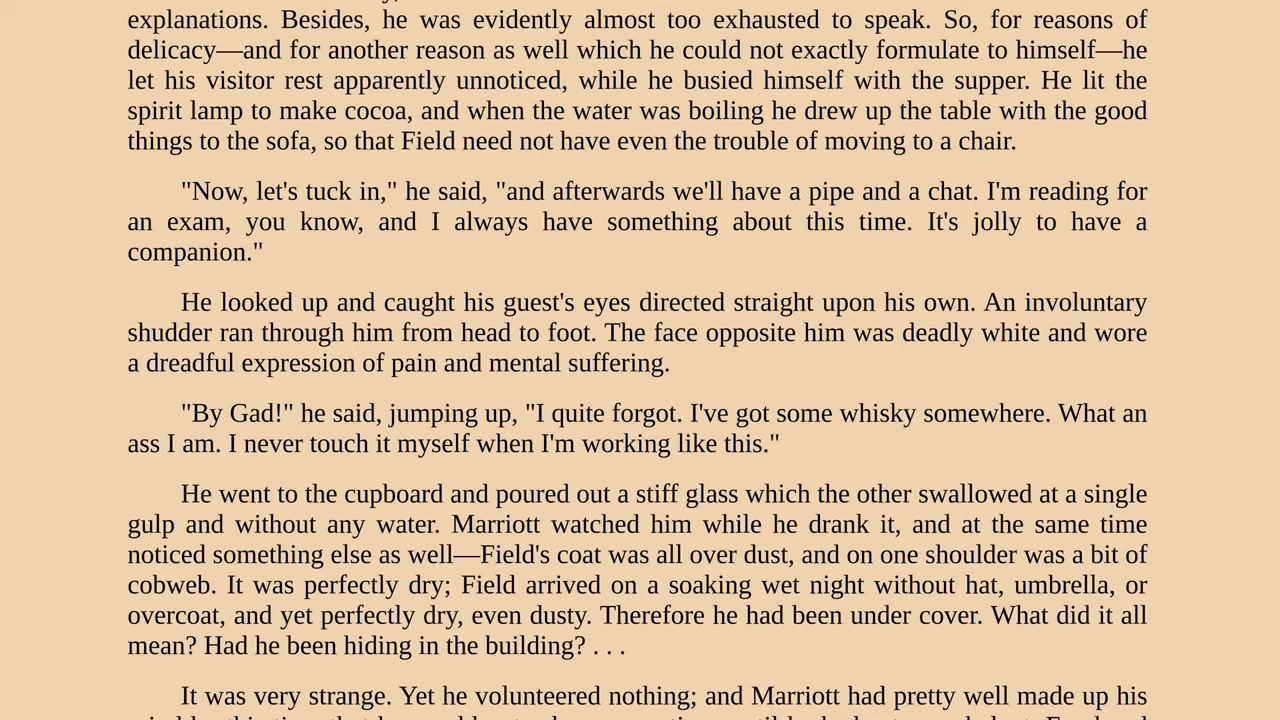 explanations. Besides, he was evidently almost too exhausted to speak. So, for reasons of
delicacy—and for another reason as well which he could not exactly formulate to himself—he
let his visitor rest apparently unnoticed, while he busied himself with the supper. He lit the
spirit lamp to make cocoa, and when the water was boiling he drew up the table with the good
things to the sofa, so that Field need not have even the trouble of moving to a chair.
"Now, let's tuck in," he said, "and afterwards we'll have a pipe and a chat. I'm reading for
an exam, you know, and I always have something about this time. It's jolly to have a
companion."
He looked up and caught his guest's eyes directed straight upon his own. An involuntary
shudder ran through him from head to foot. The face opposite him was deadly white and wore
a dreadful expression of pain and mental suffering.
"By Gad!" he said, jumping up, "I quite forgot. I've got some whisky somewhere. What an
ass I am. I never touch it myself when I'm working like this."
He went to the cupboard and poured out a stiff glass which the other swallowed at a single
gulp and without any water. Marriott watched him while he drank it, and at the same time
noticed something else as well—Field's coat was all over dust, and on one shoulder was a bit of
cobweb. It was perfectly dry; Field arrived on a soaking wet night without hat, umbrella, or
overcoat, and yet perfectly dry, even dusty. Therefore he had been under cover. What did it all
mean? Had he been hiding in the building? . . .
It was very strange. Yet he volunteered nothing; and Marriott had pretty well made up his